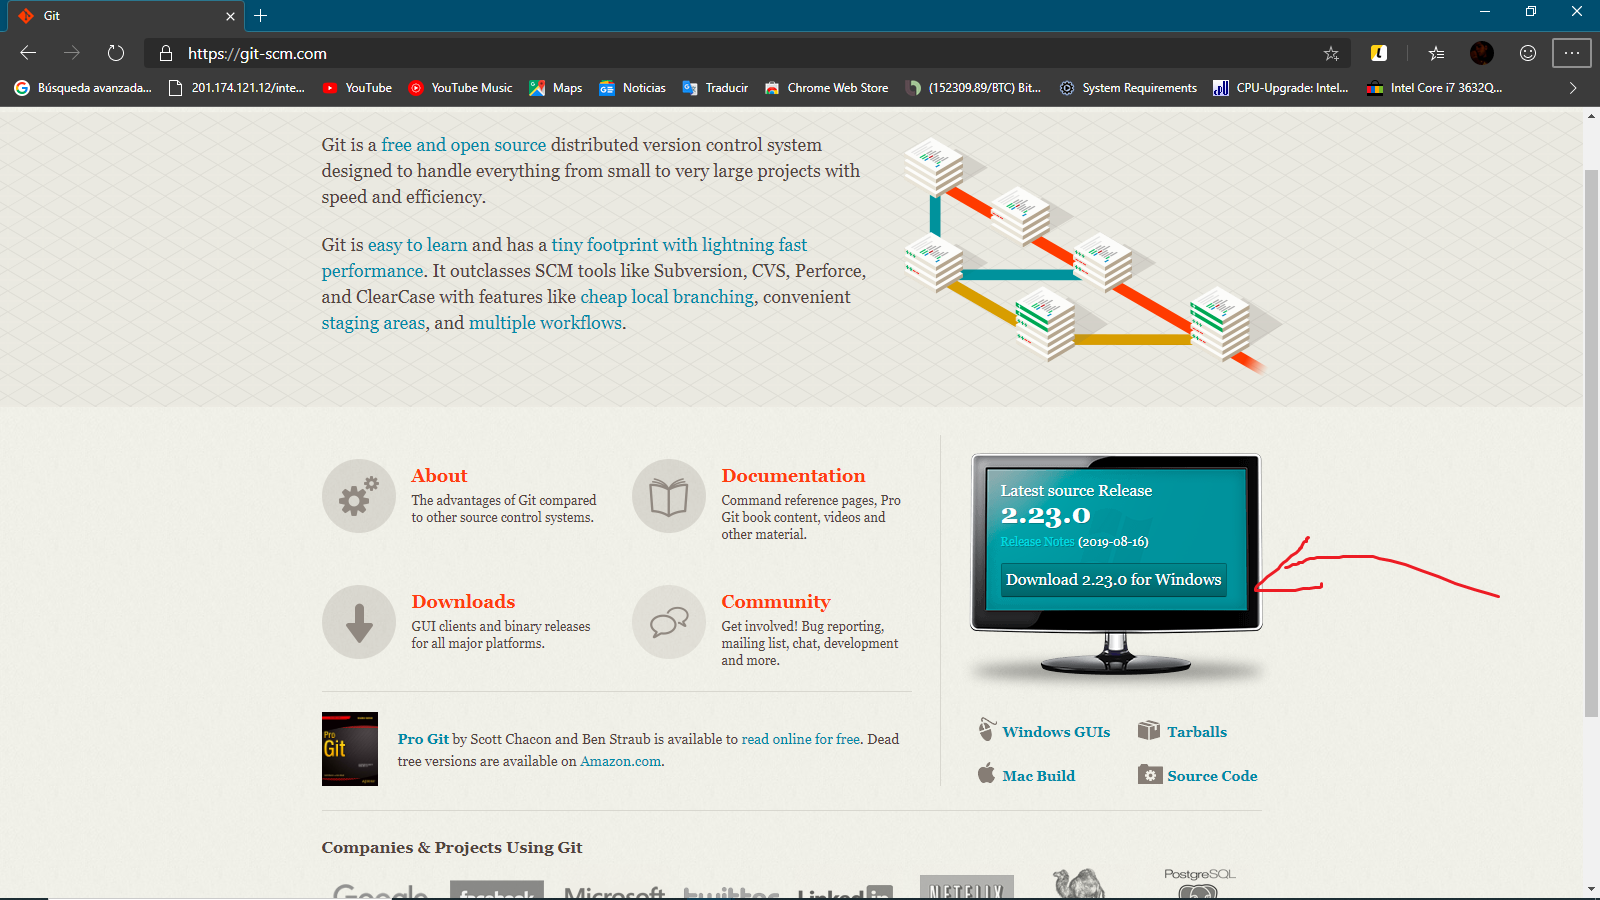 Git
https://git-scm.com
Búsqueda avanzada...
201.174.121.12/inte...
YouTube
YouTube Music
Maps
Noticias
Traducir
Chrome Web Store
(152309.89/BTC) Bit...
System Requirements
CPU-Upgrade: Intel...
Intel Core i7 3632Q...
Git is a free and open source distributed version control system
designed to handle everything from small to very large projects with
speed and efficiency.
Git is easy to learn and has a tiny footprint with lightning fast
performance. It outclasses SCM tools like Subversion, CVS, Perforce,
and ClearCase with features like cheap local branching, convenient
staging areas, and multiple workflows.
About
The advantages of Git compared
to other source control systems.
Documentation
Command reference pages, Pro
Git book content, videos and
other material.
Downloads
GUI clients and binary releases
for all major platforms.
Community
Get involved! Bug reporting,
mailing list, chat, development
and more.
Latest source Release
2.23.0
Release Notes (2019-08-16)
Download 2.23.0 for Windows
Windows GUIs
Tarballs
Mac Build
Source Code
Pro
Git
Pro Git by Scott Chacon and Ben Straub is available to read online for free. Dead
tree versions are available on Amazon.com.
Companies & Projects Using Git
Google
facebook
Microsoft
twitter
Linked in
NETFLIX
PostgreSQL